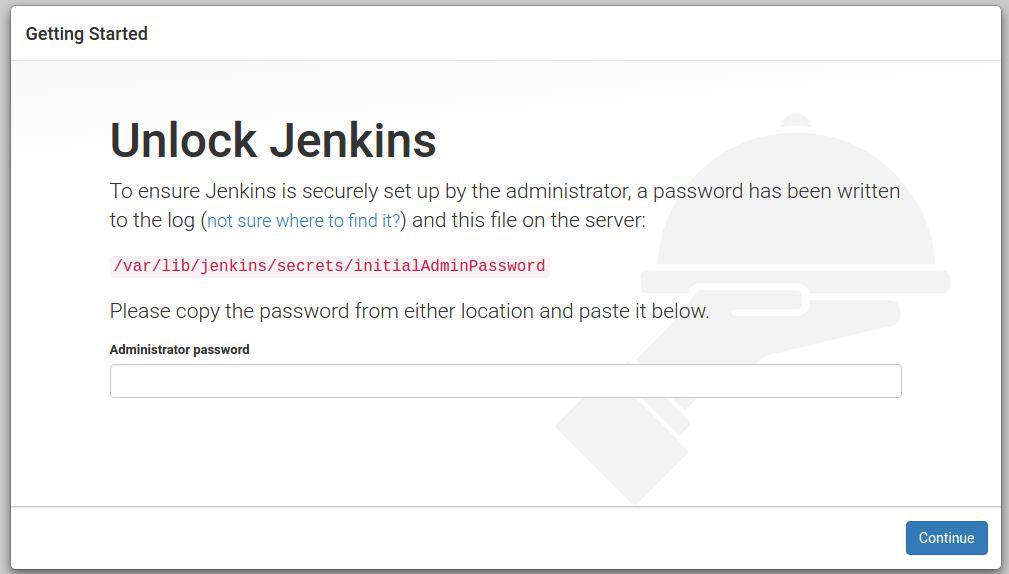 Getting Started
Unlock Jenkins
To ensure Jenkins is securely set up by the administrator, a password has been written
to the log (not sure where to find it?) and this file on the server:
/var/lib/jenkins/secrets/initialAdminPassword
Please copy the password from either location and paste it below.
Administrator password
Continue